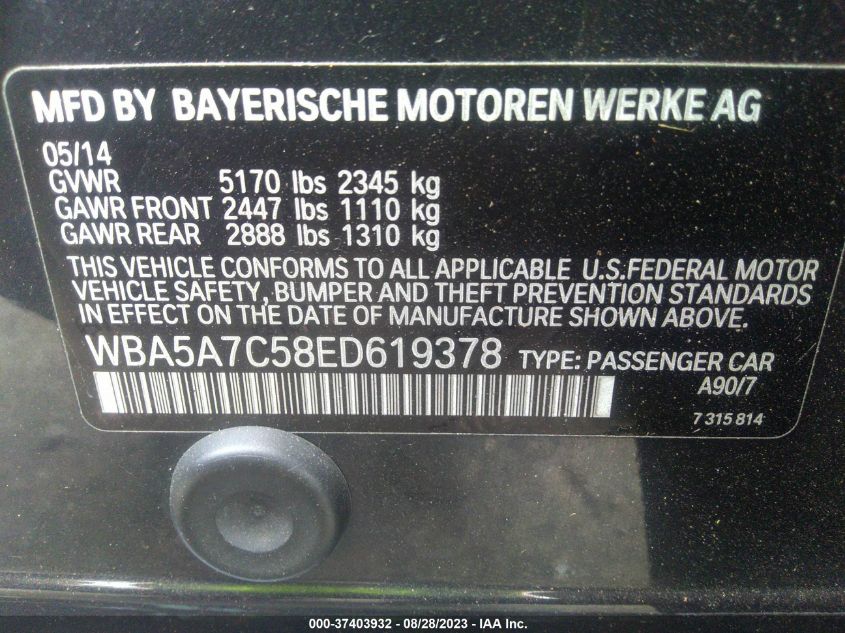 MFD BY BAYERISCHE MOTOREN WERKE AG
05/14
GVWR 5170 lbs 2345 kg
GAWR FRONT 2447 lbs 1110 kg
GAWR REAR 2888 lbs 1310 kg
THIS VEHICLE CONFORMS TO ALL APPLICABLE U.S.FEDERAL MOTOR
VEHICLE SAFETY, BUMPER AND THEFT PREVENTION STANDARDS
IN EFFECT ON THE DATE OF MANUFACTURE SHOWN ABOVE.
WBA5A7C58ED619378 TYPE: PASSENGER CAR
A90/7
7 315 814
000-37403932 - 08/28/2023 - IAA Inc.